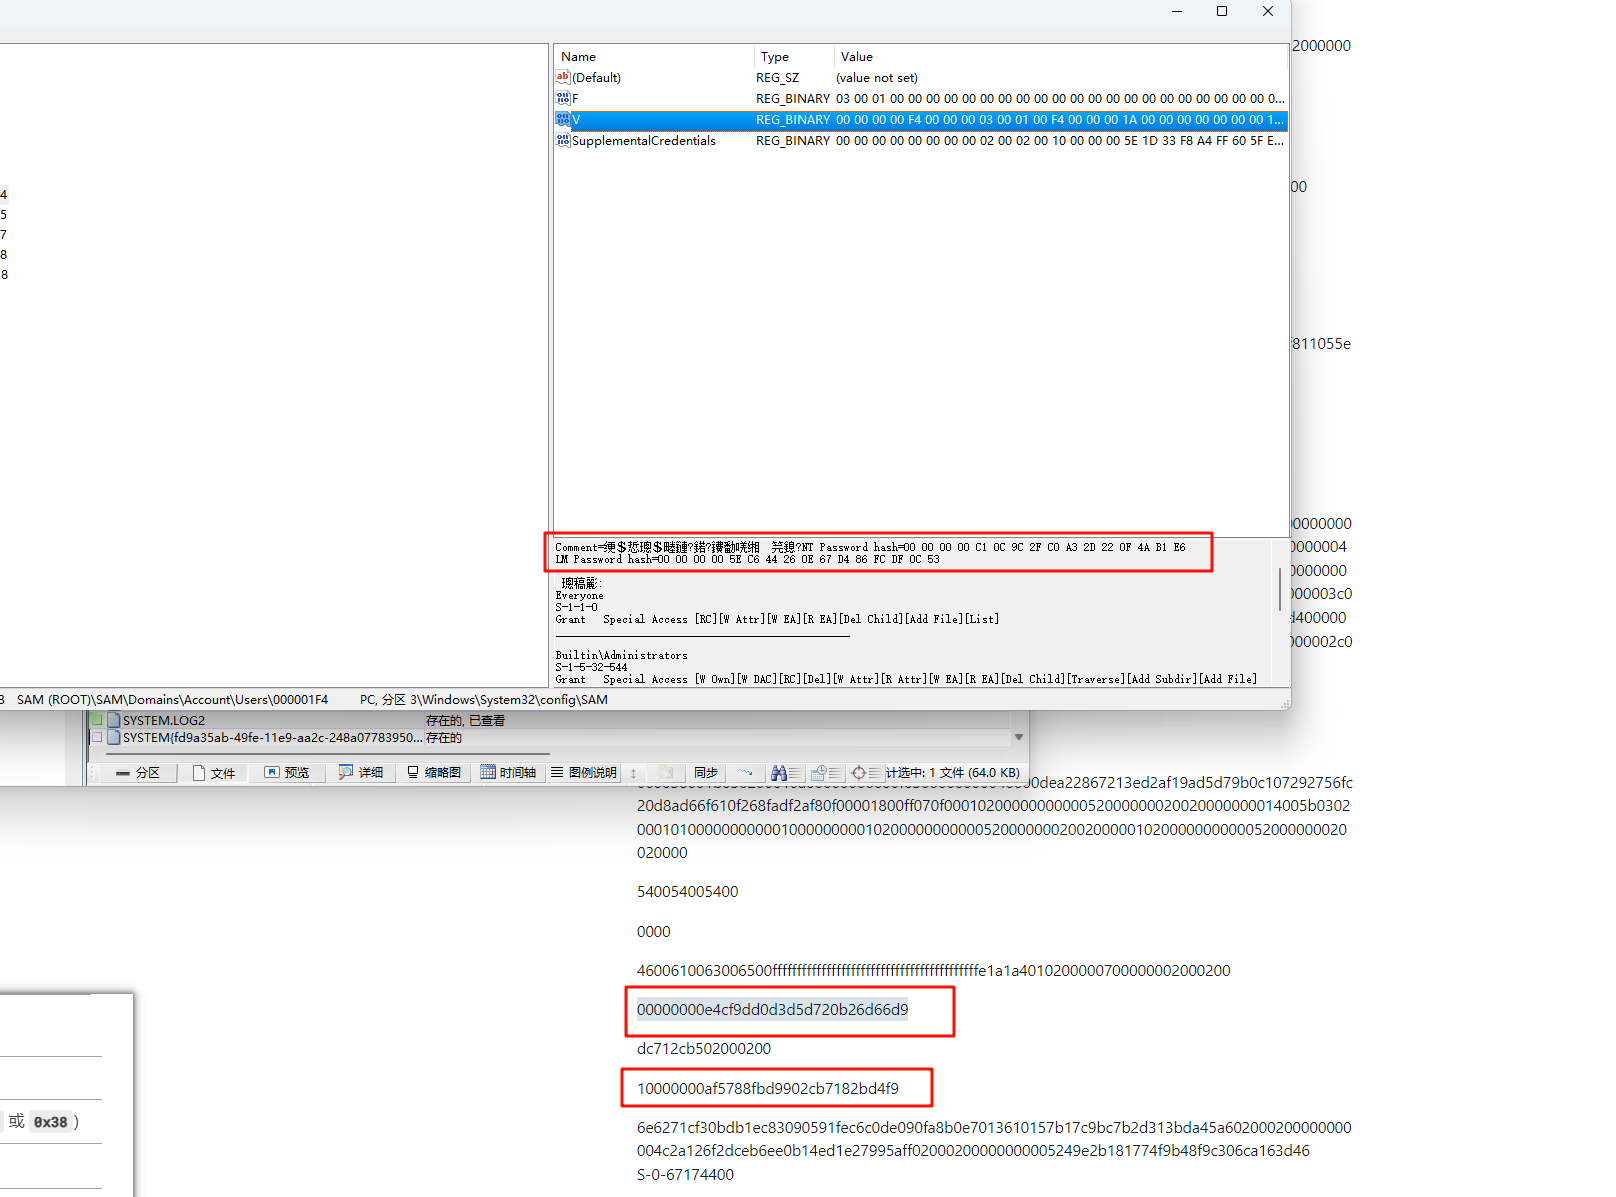 Name Type Value
(Default) REG_SZ (value not set)
F REG_BINARY 03 00 01 00 00 00 00 00 00 00 00 00 00 00 00 00 00 00 00 00 00 00 00 00 0...
V REG_BINARY 00 00 00 00 F4 00 00 00 03 00 01 00 F4 00 00 00 1A 00 00 00 00 00 00 00 1...
SupplementalCredentials REG_BINARY 00 00 00 00 00 00 00 00 02 00 02 00 10 00 00 00 5E 1D 33 F8 A4 FF 60 5F E...
2000000
00
f811055e
4
5
7
8
8
00000000
0000004
0000000
000003c0
d400000
000002c0
NT Password hash=00 00 00 00 C1 0C 9C 2F C0 A3 2D 22 0F 4A B1 E6
LM Password hash=00 00 00 00 5E C6 44 26 0E 67 D4 86 FC DF 0C 53
Everyone
S-1-1-0
Grant Special Access [RC][W Attr][W EA][R EA][Del Child][Add File][List]
Builtin\Administrators
S-1-5-32-544
Grant Special Access [W Own][W DAC][RC][Del][W Attr][R Attr][W EA][R EA][Del Child][Traverse][Add Subdir][Add File]
SAM (ROOT)\SAM\Domains\Account\Users\000001F4 PC, 分区 3\Windows\System32\config\SAM
SYSTEM.LOG2 存在的, 已查看
SYSTEM{fd9a35ab-49fe-11e9-aa2c-248a07783950... 存在的
分区 文件 预览 详细 缩略图 时间轴 图例说明 同步 计选中: 1 文件 (64.0 KB)
00dea22867213ed2af19ad5d79b0c107292756fc
20d8ad66f610f268fadf2af80f00001800ff070f0001020000000000052000000020020000000014005b0302
0001010000000000010000000001020000000000052000000020020000010200000000000520000000020
020000
540054005400
0000
4600610063006500ffffffffffffffffffffffffffffffffffffffffffe1a1a4010200000700000002000200
00000000e4cf9dd0d3d5d720b26d66d9
dc712cb502000200
10000000af5788fbd9902cb7182bd4f9
6e6271cf30bdb1ec83090591fec6c0de090fa8b0e7013610157b17c9bc7b2d313bda45a602000200000000
004c2a126f2dceb6ee0b14ed1e27995aff02000200000000005249e2b181774f9b48f9c306ca163d46
S-0-67174400
或 0x38 )